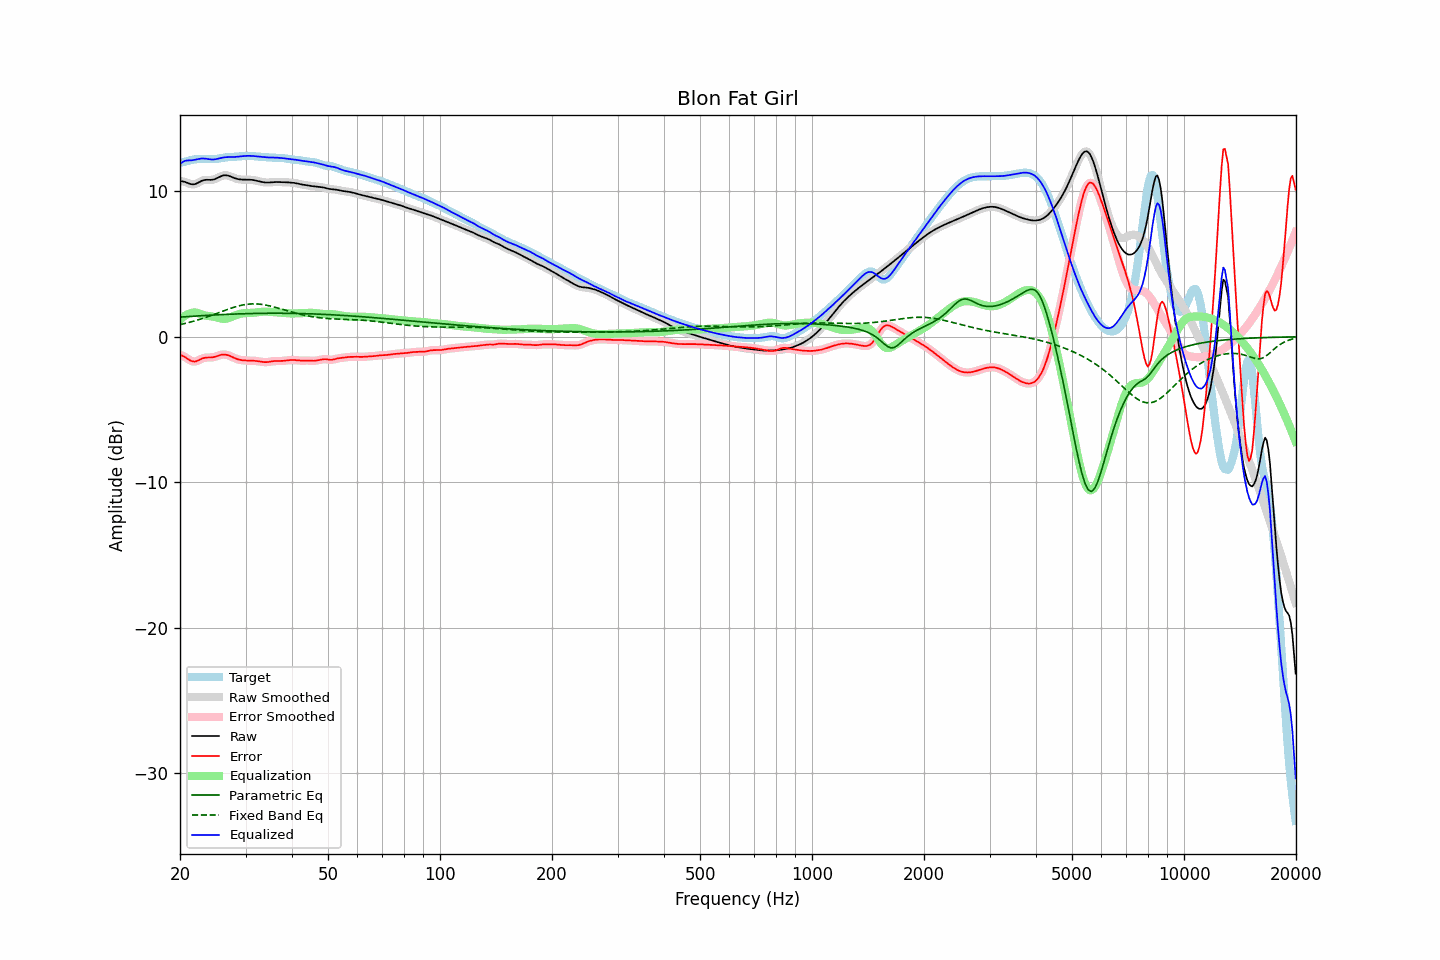 Blon Fat Girl
10
0
−10
−20
−30
Amplitude (dBr)
Target
Raw Smoothed
Error Smoothed
Raw
Error
Equalization
Parametric Eq
Fixed Band Eq
Equalized
20 50 100 200 500 1000 2000 5000 10000 20000
Frequency (Hz)